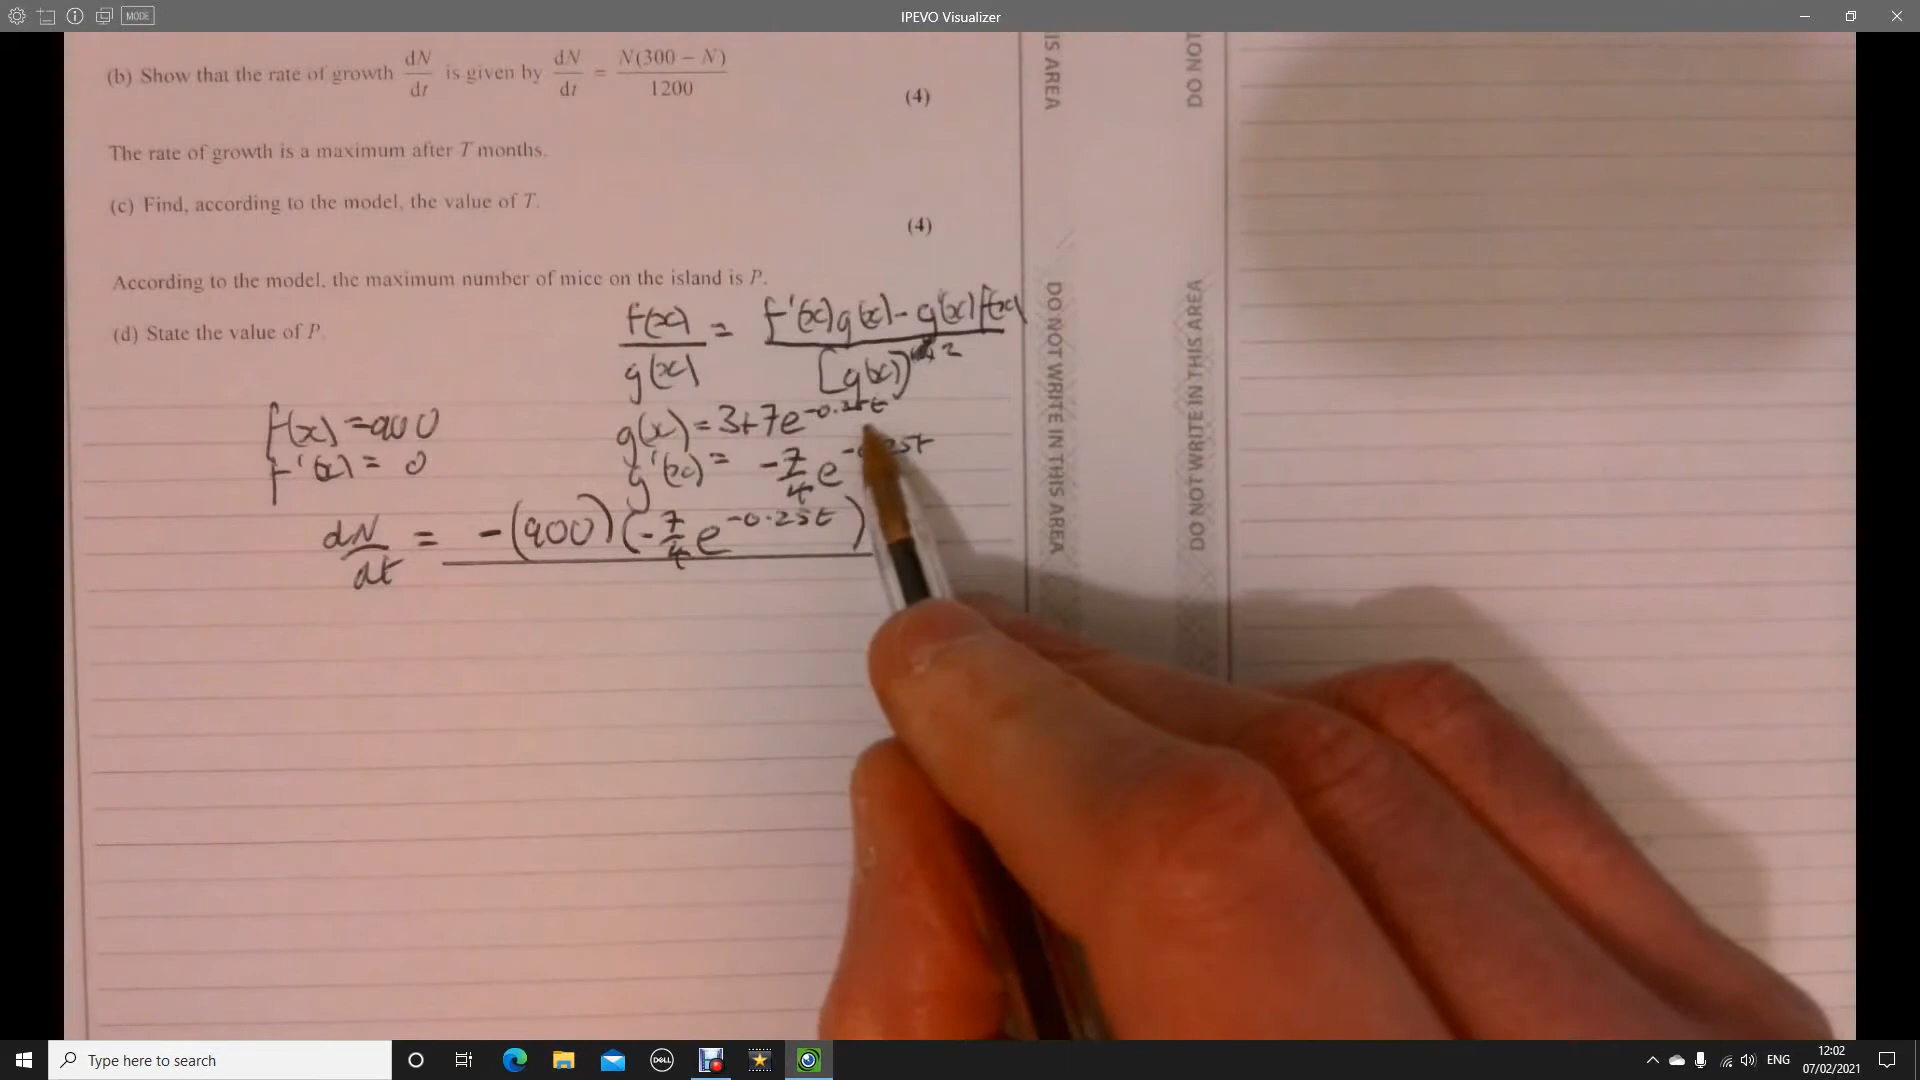 MODE
IPEVO Visualizer
(b) Show that the rate of growth dN/dt is given by dN/dt = N(300 − N)/1200
(4)
The rate of growth is a maximum after T months.
(c) Find, according to the model, the value of T.
(4)
According to the model, the maximum number of mice on the island is P.
(d) State the value of P.
f(x)/g(x) = f'(x)g(x) - g'(x)f(x)/[g(x)]²
f(x) = 900
g(x) = 3+7e^-0.25t
f'(x) = 0
g'(x) = -7/4 e^-0.25t
dN/dt = -(900)(-7/4 e^-0.25t)
IS AREA
DO NOT WRITE IN THIS AREA
DO NOT
DO NOT WRITE IN THIS AREA
Type here to search
DELL
ENG
12:02
07/02/2021